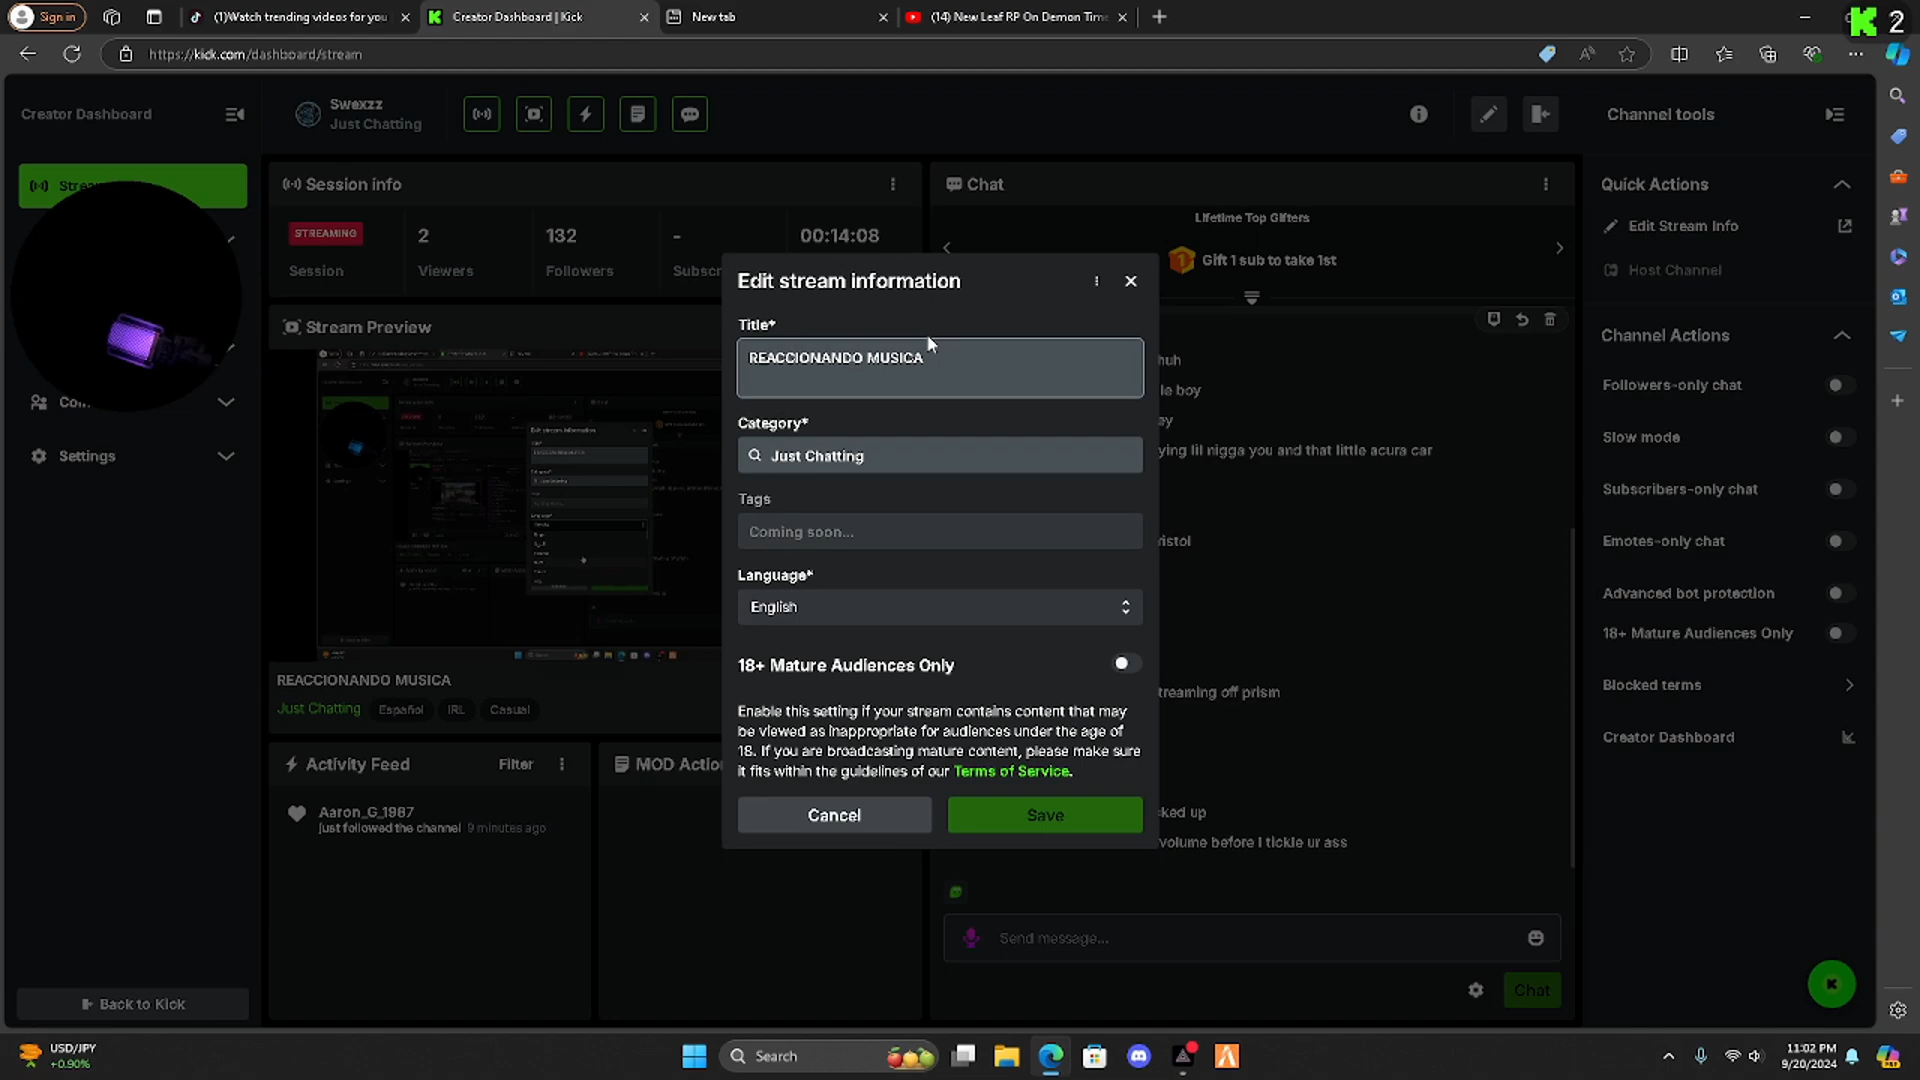 Sign in
(1)Watch trending videos for you
Creator Dashboard | Kick
New tab
(14) New Leaf RP On Demon Time
2
https://kick.com/dashboard/stream
Creator Dashboard
Swexzz
Just Chatting
Channel tools
Stre
Session info
Chat
Quick Actions
STREAMING
2
132
-
00:14:08
Lifetime Top Gifters
Edit Stream Info
Session
Viewers
Followers
Subsc
Gift 1 sub to take 1st
Host Channel
Edit stream information
Stream Preview
Title*
REACCIONANDO MUSICA
Channel Actions
huh
le boy
Followers-only chat
Category*
Just Chatting
ey
ying lil nigga you and that little acura car
Slow mode
Com
Settings
Tags
Coming soon...
Subscribers-only chat
istol
Emotes-only chat
Language*
English
Advanced bot protection
18+ Mature Audiences Only
18+ Mature Audiences Only
REACCIONANDO MUSICA
Just Chatting
Español
IRL
Casual
treaming off prism
Blocked terms
Enable this setting if your stream contains content that may
be viewed as inappropriate for audiences under the age of
18. If you are broadcasting mature content, please make sure
it fits within the guidelines of our Terms of Service.
Creator Dashboard
Activity Feed
Filter
MOD Actio
Cancel
Save
Aaron_G_1987
just followed the channel 9 minutes ago
cked up
volume before I tickle ur ass
Send message...
Chat
Back to Kick
USD/JPY
+0.90%
Search
11:02 PM
9/20/2024